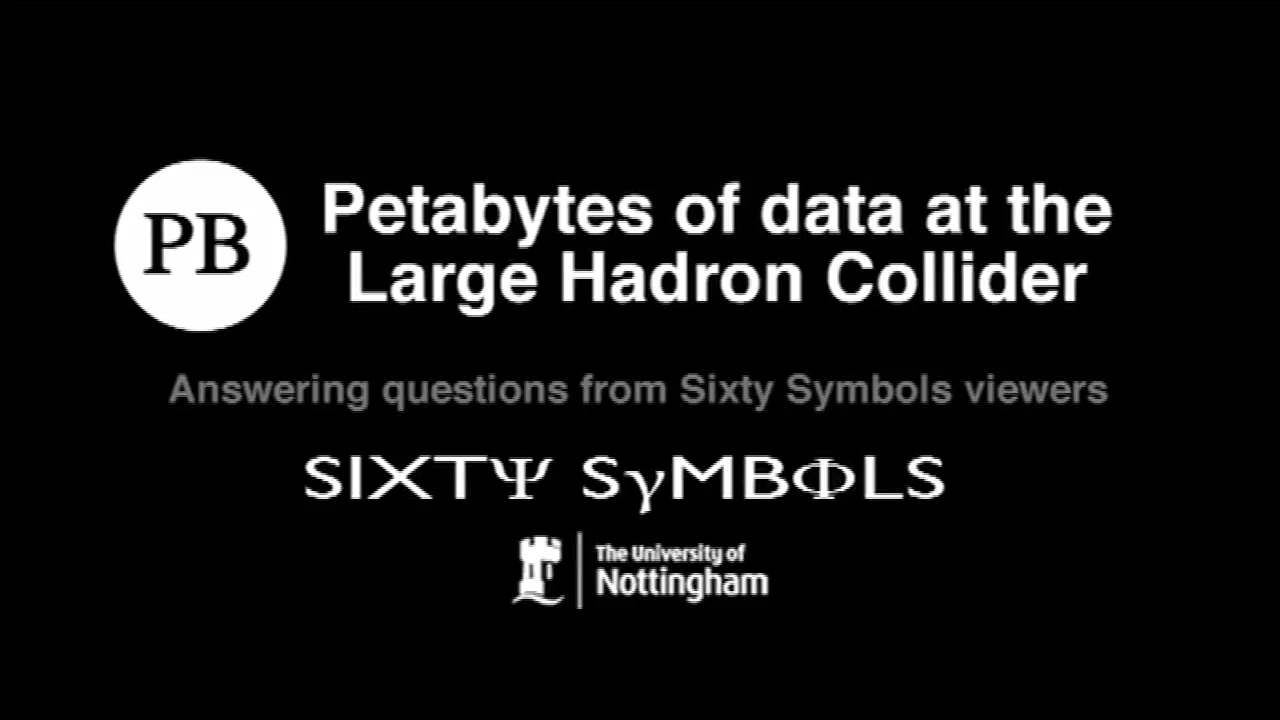 PB
Petabytes of data at the
Large Hadron Collider
Answering questions from Sixty Symbols viewers
SIXTΨ SγMBΦLS
The University of
Nottingham